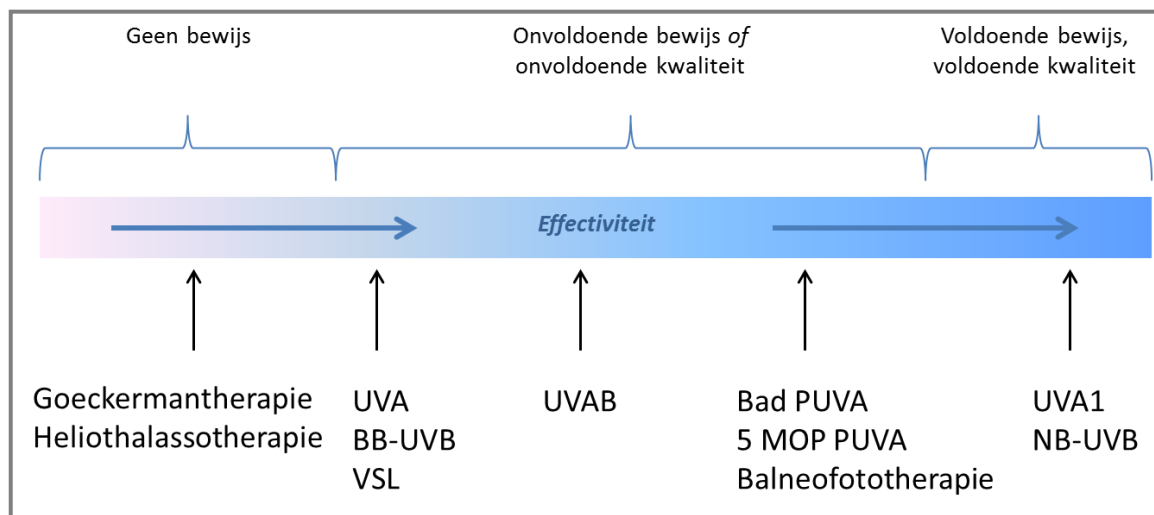 Geen bewijs
Onvoldoende bewijs of
onvoldoende kwaliteit
Voldoende bewijs,
voldoende kwaliteit
Effectiviteit
Goeckermantherapie
Heliothalassotherapie
UVA
BB-UVB
VSL
UVAB
Bad PUVA
5 MOP PUVA
Balneofototherapie
UVA1
NB-UVB